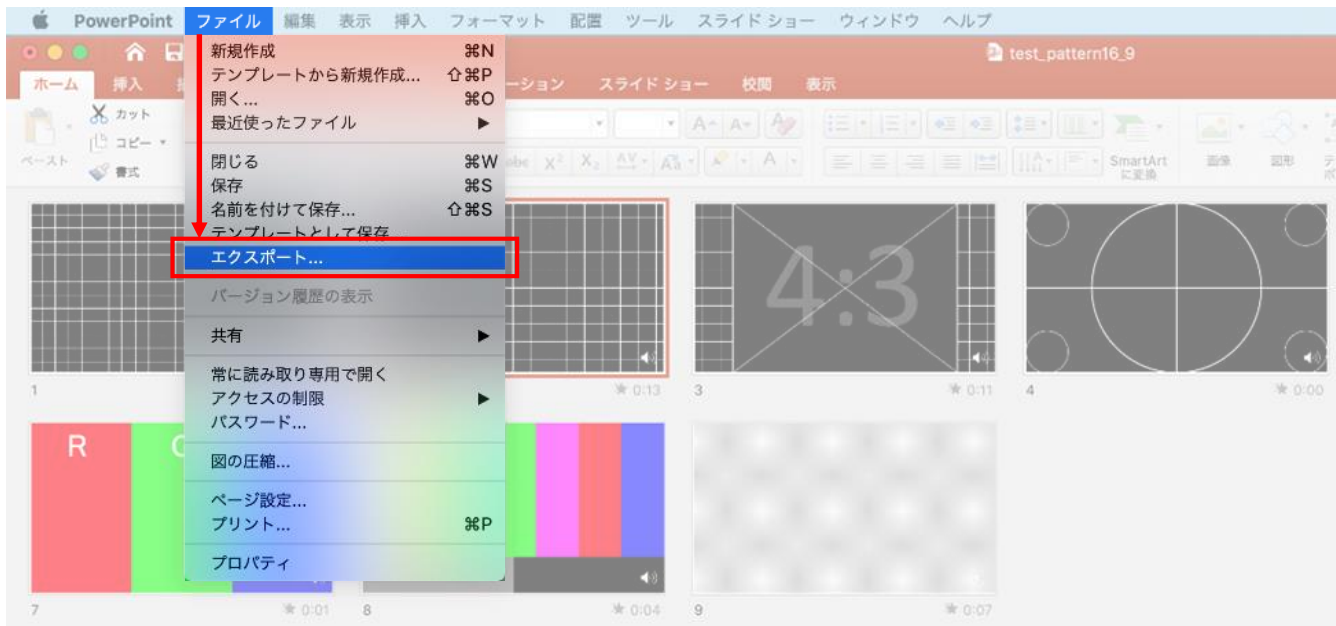 PowerPoint ファイル 編集 表示 挿入 フォーマット 配置 ツール スライド ショー ウィンドウ ヘルプ
test_pattern16_9
ホーム 挿入 ーション スライド ショー 校閲 表示
カット
コピー
ペースト
書式
abc X² X₂ AV
A A A
SmartArt
に変換
画像 図形
新規作成 ⌘N
テンプレートから新規作成... ⇧⌘P
開く... ⌘O
最近使ったファイル ▶
閉じる ⌘W
保存 ⌘S
名前を付けて保存... ⇧⌘S
テンプレートとして保存
エクスポート...
バージョン履歴の表示
共有 ▶
常に読み取り専用で開く
アクセスの制限 ▶
パスワード...
図の圧縮...
ページ設定...
プリント... ⌘P
プロパティ
4:3
1 0:13 3 0:11 4 0:00
R G
7 0:01 8 0:04 9 0:07